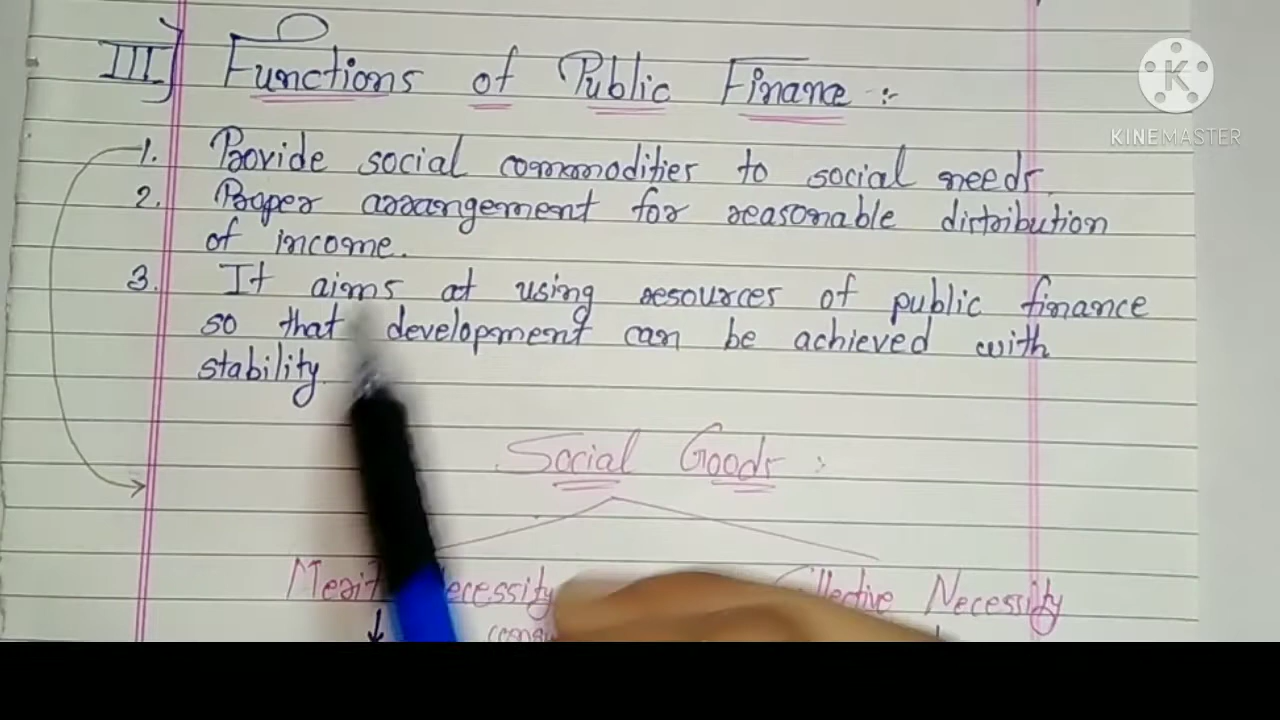 III) Functions of Public Finance :-
1. Provide social commodities to social needs.
2. Proper arrangement for reasonable distribution
of income.
3. It aims at using resources of public finance
so that development can be achieved with
stability.
Social Goods :
Merit Necessity Collective Necessity
K
KINEMASTER